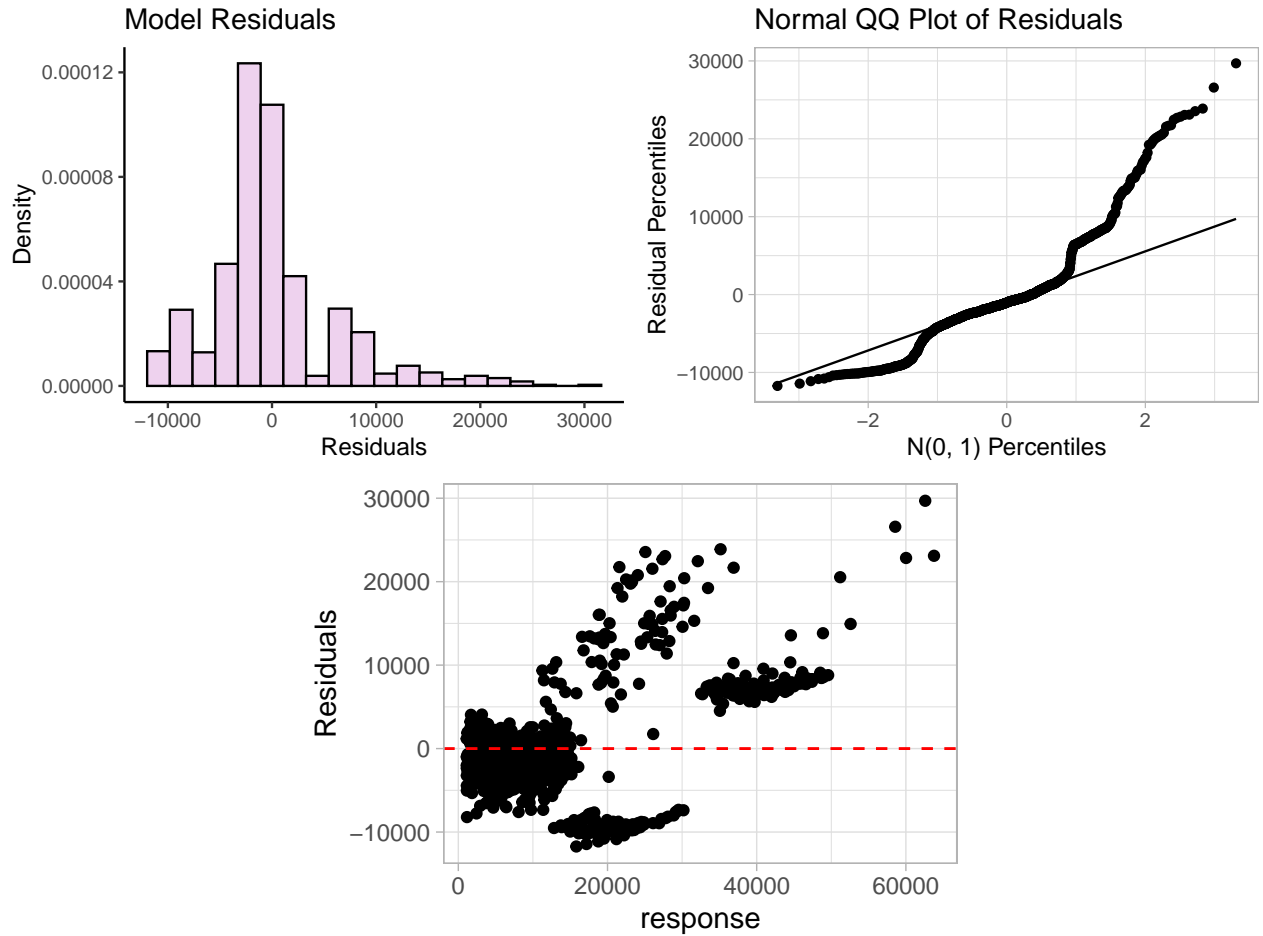 Model Residuals
0.00012
0.00008
0.00004
0.00000
Density
−10000 0 10000 20000 30000
Residuals
Normal QQ Plot of Residuals
30000
20000
10000
0
−10000
Residual Percentiles
−2 0 2
N(0, 1) Percentiles
30000
20000
10000
0
−10000
Residuals
0 20000 40000 60000
response